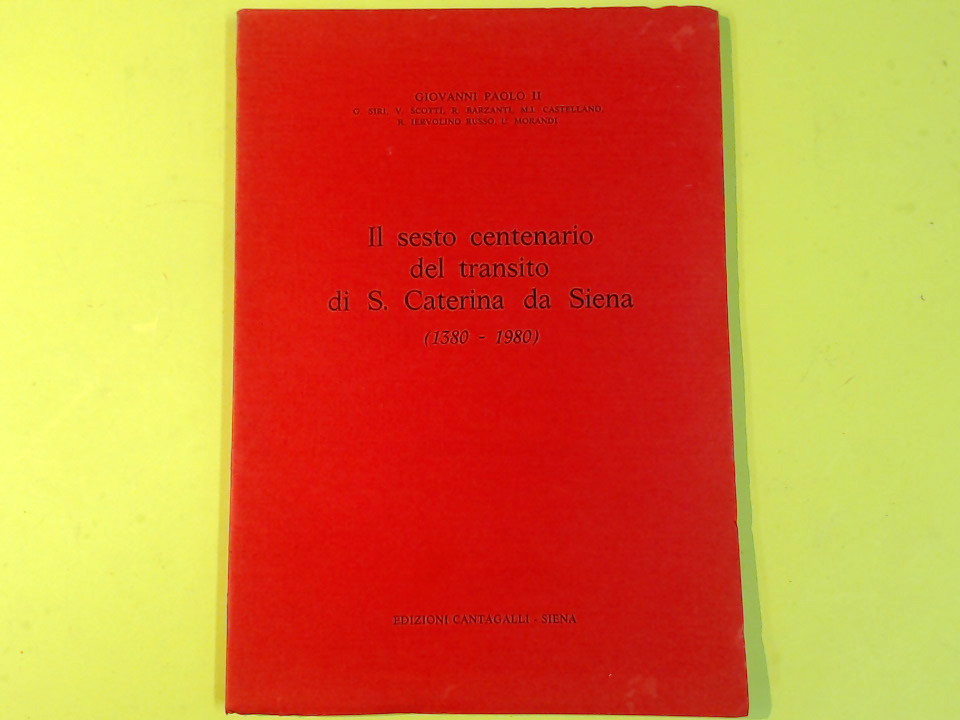 GIOVANNI PAOLO II
G. SIRI, V. SCOTTI, R. BARZANTI, M.I. CASTELLANO,
R. IERVOLINO RUSSO, U. MORANDI
Il sesto centenario
del transito
di S. Caterina da Siena
(1380 - 1980)
EDIZIONI CANTAGALLI - SIENA